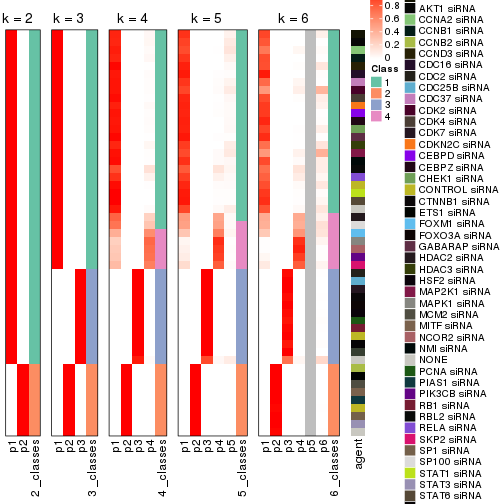 k = 2
k = 3
k = 4
k = 5
k = 6
p1
p2
2_classes
p1
p2
p3
3_classes
p1
p2
p3
p4
4_classes
p1
p2
p3
p4
p5
5_classes
p1
p2
p3
p4
p5
p6
6_classes
agent
0.8
0.6
0.4
0.2
0
Class
1
2
3
4
AKT1 siRNA
CCNA2 siRNA
CCNB1 siRNA
CCNB2 siRNA
CCND3 siRNA
CDC16 siRNA
CDC2 siRNA
CDC25B siRNA
CDC37 siRNA
CDK2 siRNA
CDK4 siRNA
CDK7 siRNA
CDKN2C siRNA
CEBPD siRNA
CEBPZ siRNA
CHEK1 siRNA
CONTROL siRNA
CTNNB1 siRNA
ETS1 siRNA
FOXM1 siRNA
FOXO3A siRNA
GABARAP siRNA
HDAC2 siRNA
HDAC3 siRNA
HSF2 siRNA
MAP2K1 siRNA
MAPK1 siRNA
MCM2 siRNA
MITF siRNA
NCOR2 siRNA
NMI siRNA
NONE
PCNA siRNA
PIAS1 siRNA
PIK3CB siRNA
RB1 siRNA
RBL2 siRNA
RELA siRNA
SKP2 siRNA
SP1 siRNA
SP100 siRNA
STAT1 siRNA
STAT3 siRNA
STAT6 siRNA